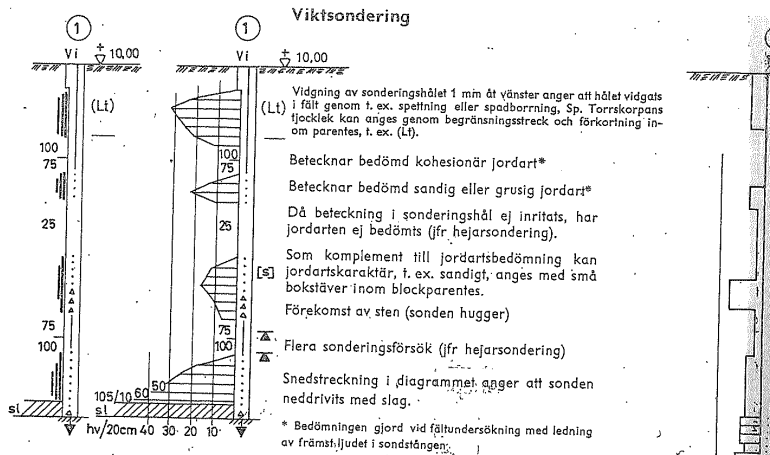 Viktsondering
1
1
Vi
+ 10,00
Vi
+ 10,00
(Lt)
(Lt)
Vidgning av sonderingshålet 1 mm åt vänster anger att hålet vidgats
i fält genom t. ex. spettning eller spadborrning, Sp. Torrskorpans
tjocklek kan anges genom begränsningsstreck och förkortning in-
om parentes, t. ex. (Lt).
100
75
100
75
Betecknar bedömd kohesionär jordart*
Betecknar bedömd sandig eller grusig jordart*
25
25
Då beteckning i sonderingshål ej inritats, har
jordarten ej bedömts (jfr hejarsondering).
[s]
Som komplement till jordartsbedömning kan
jordartskaraktär, t. ex. sandigt, anges med små
bokstäver inom blockparentes.
Förekomst av sten (sonden hugger)
75
100
75
100
Flera sonderingsförsök (jfr hejarsondering)
Snedstreckning i diagrammet anger att sonden
neddrivits med slag.
105/10 60 50
sl
sl
hv/20cm 40 30 20 10
* Bedömningen gjord vid fältundersökning med ledning
av främst ljudet i sondstången.